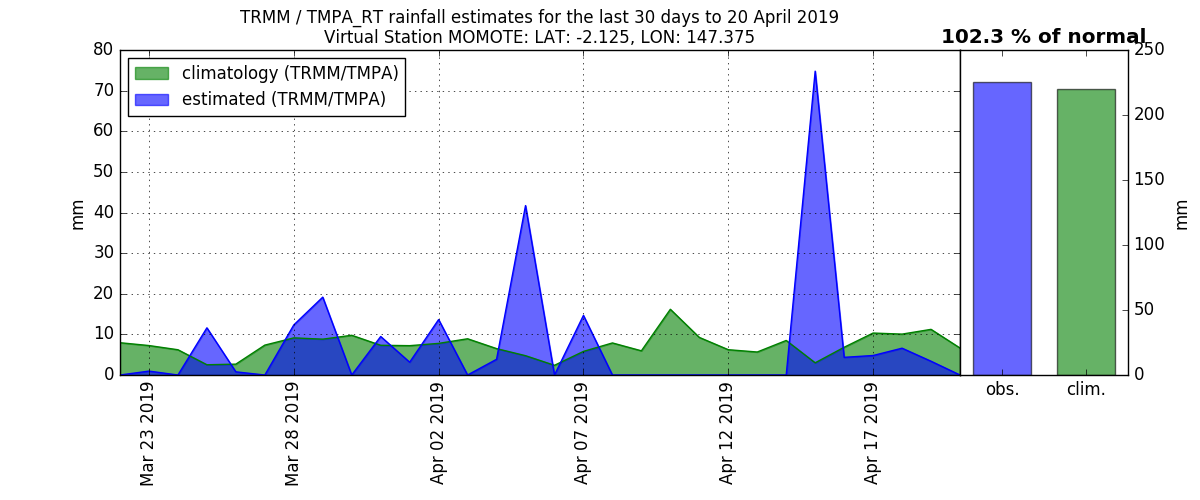 TRMM / TMPA_RT rainfall estimates for the last 30 days to 20 April 2019
Virtual Station MOMOTE: LAT: -2.125, LON: 147.375
102.3 % of normal
climatology (TRMM/TMPA)
estimated (TRMM/TMPA)
80
70
60
50
40
30
20
10
0
mm
250
200
150
100
50
0
mm
Mar 23 2019
Mar 28 2019
Apr 02 2019
Apr 07 2019
Apr 12 2019
Apr 17 2019
obs.
clim.